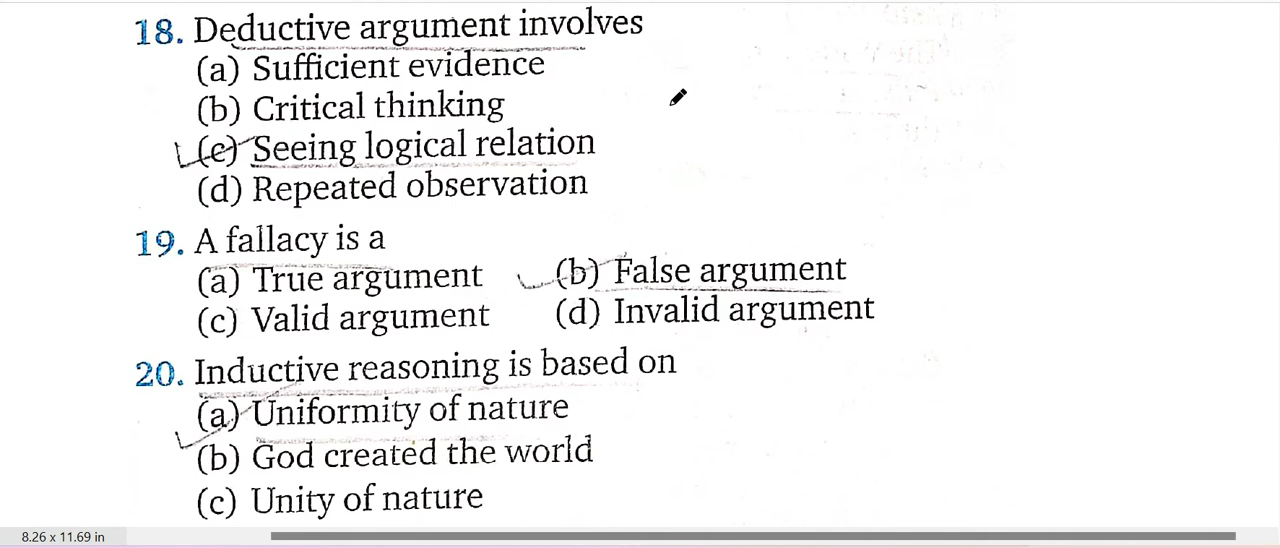 18. Deductive argument involves
(a) Sufficient evidence
(b) Critical thinking
(c) Seeing logical relation
(d) Repeated observation
19. A fallacy is a
(a) True argument (b) False argument
(c) Valid argument (d) Invalid argument
20. Inductive reasoning is based on
(a) Uniformity of nature
(b) God created the world
(c) Unity of nature
8.26 x 11.69 in